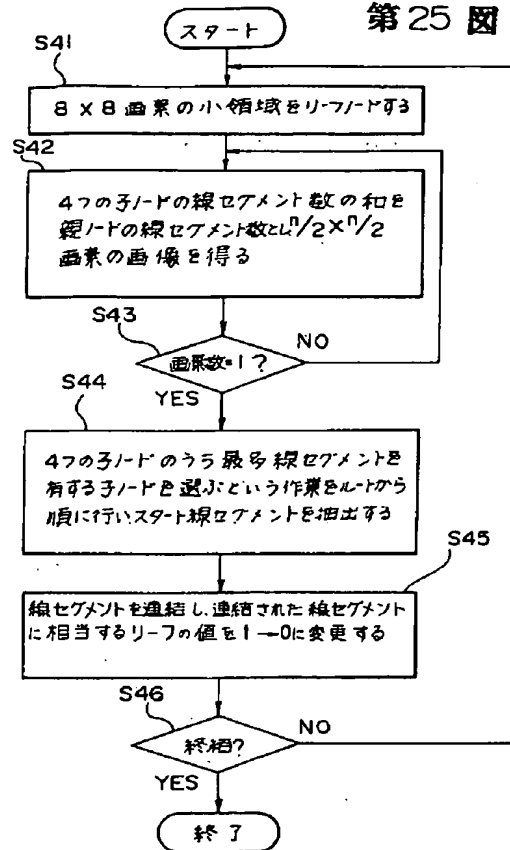 第25図
スタート
S41
8×8画素の小領域をリーフノードする
S42
4つの子ノードの線セグメント数の和を
親ノードの線セグメント数としn/2×n/2
画素の画像を得る
S43
画素数=1?
NO
YES
S44
4つの子ノードのうち最多線セグメントを
有する子ノードを選ぶという作業をルートから
順に行いスタート線セグメントを抽出する
S45
線セグメントを連結し、連結された線セグメント
に相当するリーフの値を1→0に変更する
S46
終結?
NO
YES
終了